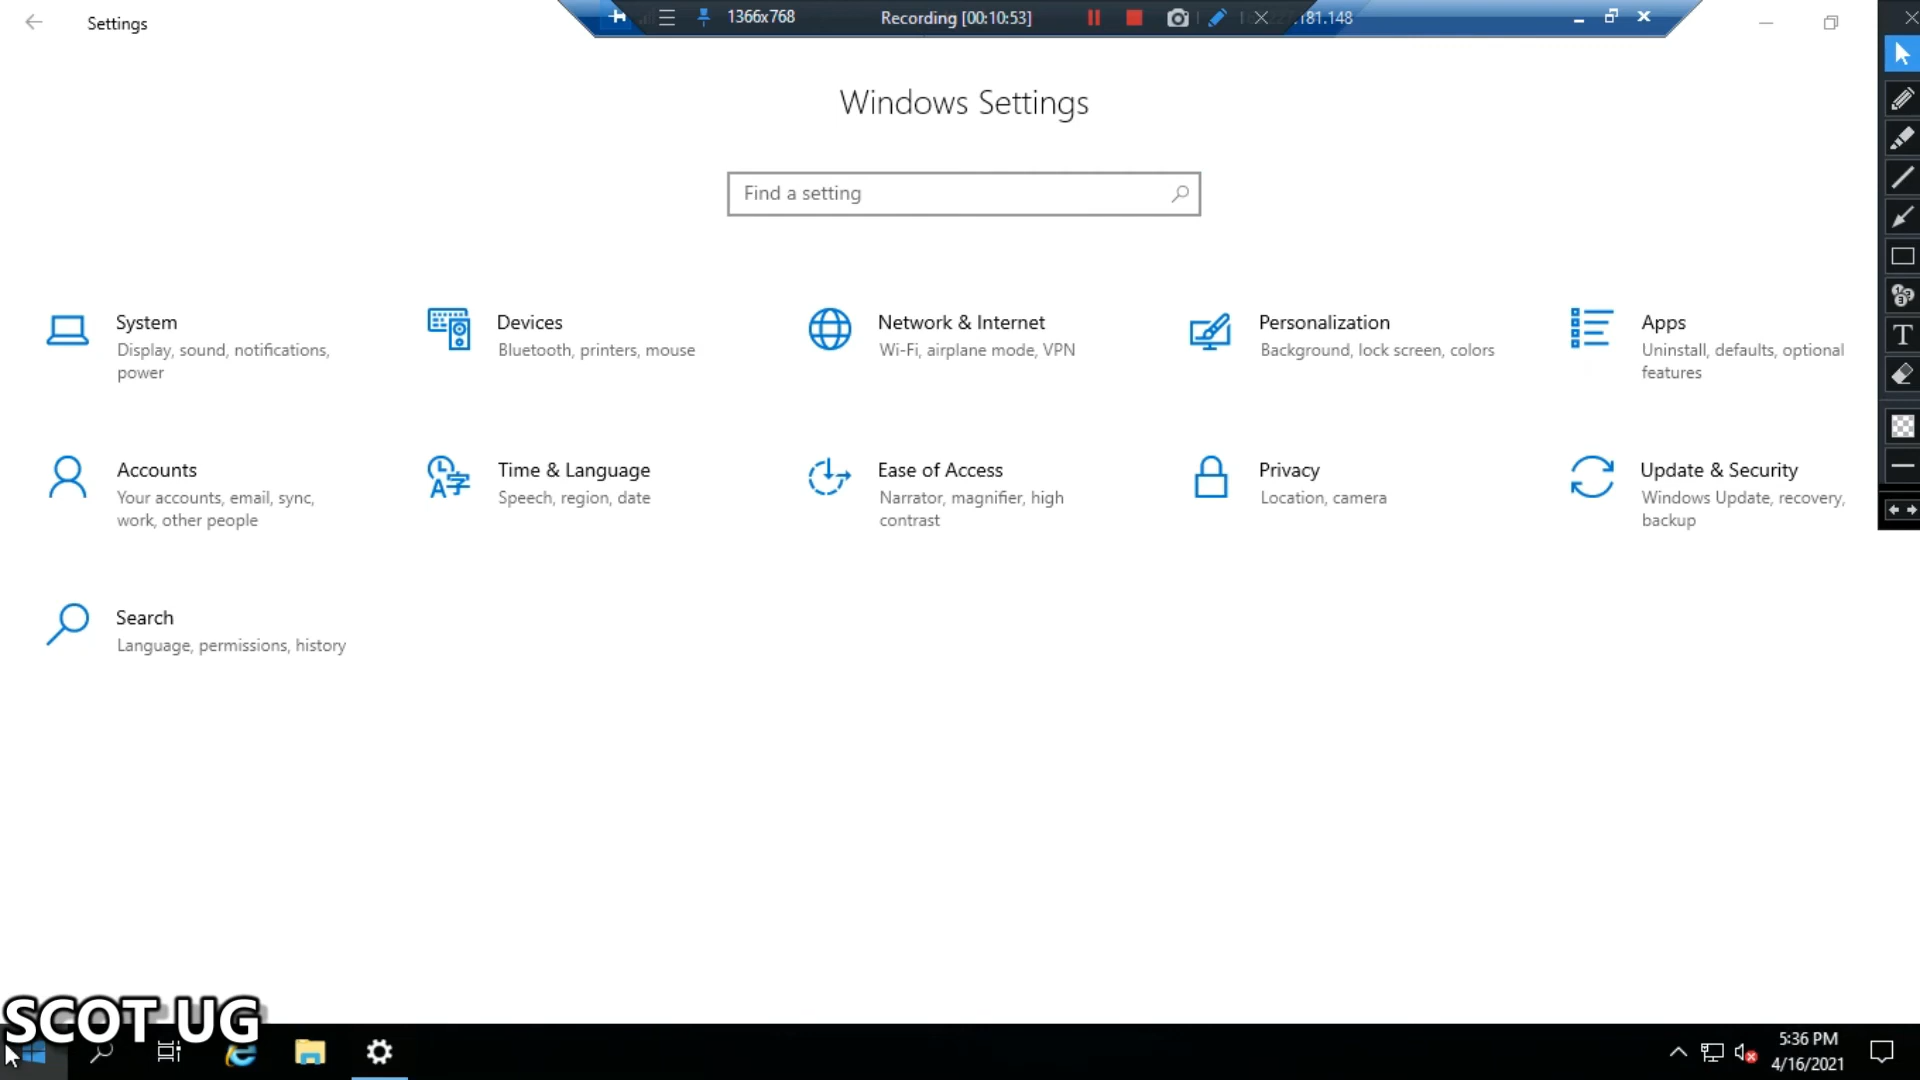 Settings
1366x768
Recording [00:10:53]
.181.148
Windows Settings
Find a setting
System
Display, sound, notifications,
power
Devices
Bluetooth, printers, mouse
Network & Internet
Wi-Fi, airplane mode, VPN
Personalization
Background, lock screen, colors
Apps
Uninstall, defaults, optional
features
Accounts
Your accounts, email, sync,
work, other people
Time & Language
Speech, region, date
Ease of Access
Narrator, magnifier, high
contrast
Privacy
Location, camera
Update & Security
Windows Update, recovery,
backup
Search
Language, permissions, history
SCOT UG
5:36 PM
4/16/2021